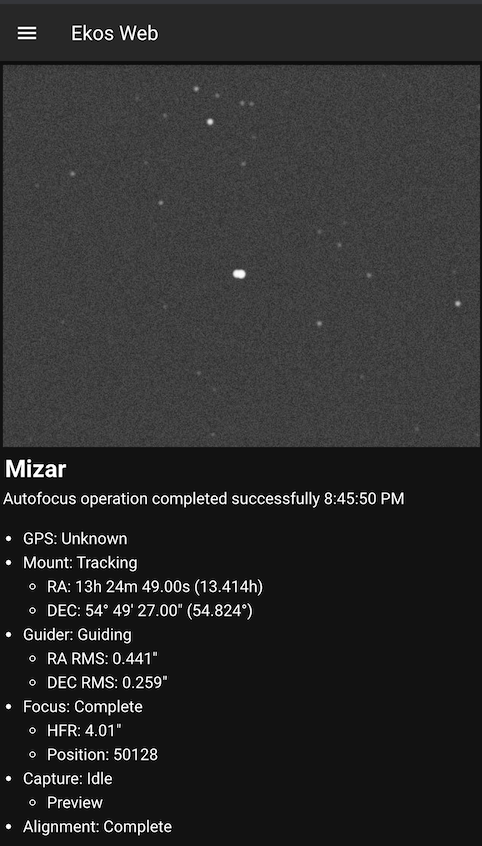 Ekos Web
Mizar
Autofocus operation completed successfully 8:45:50 PM
GPS: Unknown
Mount: Tracking
RA: 13h 24m 49.00s (13.414h)
DEC: 54° 49' 27.00" (54.824°)
Guider: Guiding
RA RMS: 0.441"
DEC RMS: 0.259"
Focus: Complete
HFR: 4.01"
Position: 50128
Capture: Idle
Preview
Alignment: Complete